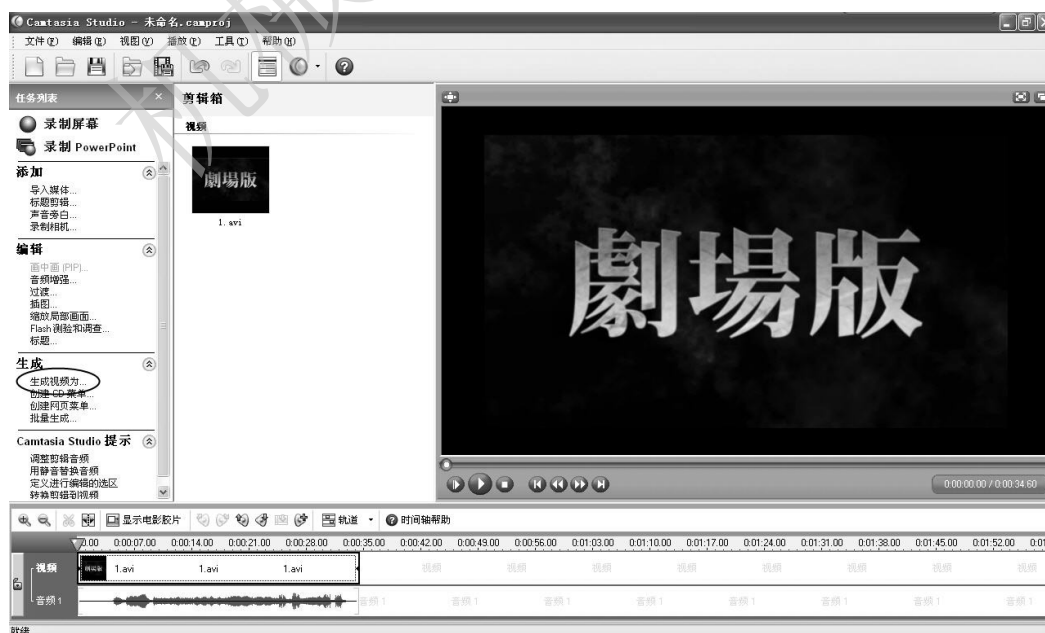 Camtasia Studio - 未命名.camproj
文件(F) 编辑(E) 视图(V) 播放(P) 工具(T) 帮助(H)
任务列表
录制屏幕
录制 PowerPoint
添加
导入媒体...
标题剪辑...
声音旁白...
录制相机...
编辑
画中画 (PIP)...
音频增强...
过渡...
插图...
缩放局部画面...
Flash 测验和调查...
标题...
生成
生成视频为...
创建 CD 菜单...
创建网页菜单...
批量生成...
Camtasia Studio 提示
调整剪辑音频
用静音替换音频
定义进行编辑的选区
转换剪辑到视频
剪辑箱
视频
劇場版
1.avi
劇場版
0:00:00.00 / 0:00:34.60
显示电影胶片 轨道 时间轴帮助
0:00:07.00 0:00:14.00 0:00:21.00 0:00:28.00 0:00:35.00 0:00:42.00 0:00:49.00 0:00:56.00 0:01:03.00 0:01:10.00 0:01:17.00 0:01:24.00 0:01:31.00 0:01:38.00 0:01:45.00 0:01:52.00
视频 劇場版 1.avi 1.avi 1.avi 视频 视频 视频 视频 视频 视频 视频 视频
音频 1 音频 1 音频 1 音频 1 音频 1 音频 1 音频 1 音频 1 音频 1
就绪